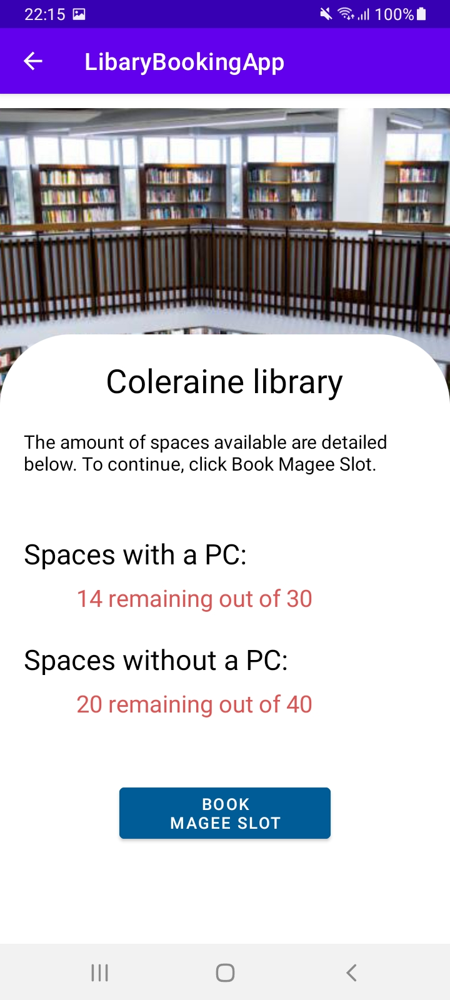 22:15 100%
LibaryBookingApp
Coleraine library
The amount of spaces available are detailed
below. To continue, click Book Magee Slot.
Spaces with a PC:
14 remaining out of 30
Spaces without a PC:
20 remaining out of 40
BOOK
MAGEE SLOT